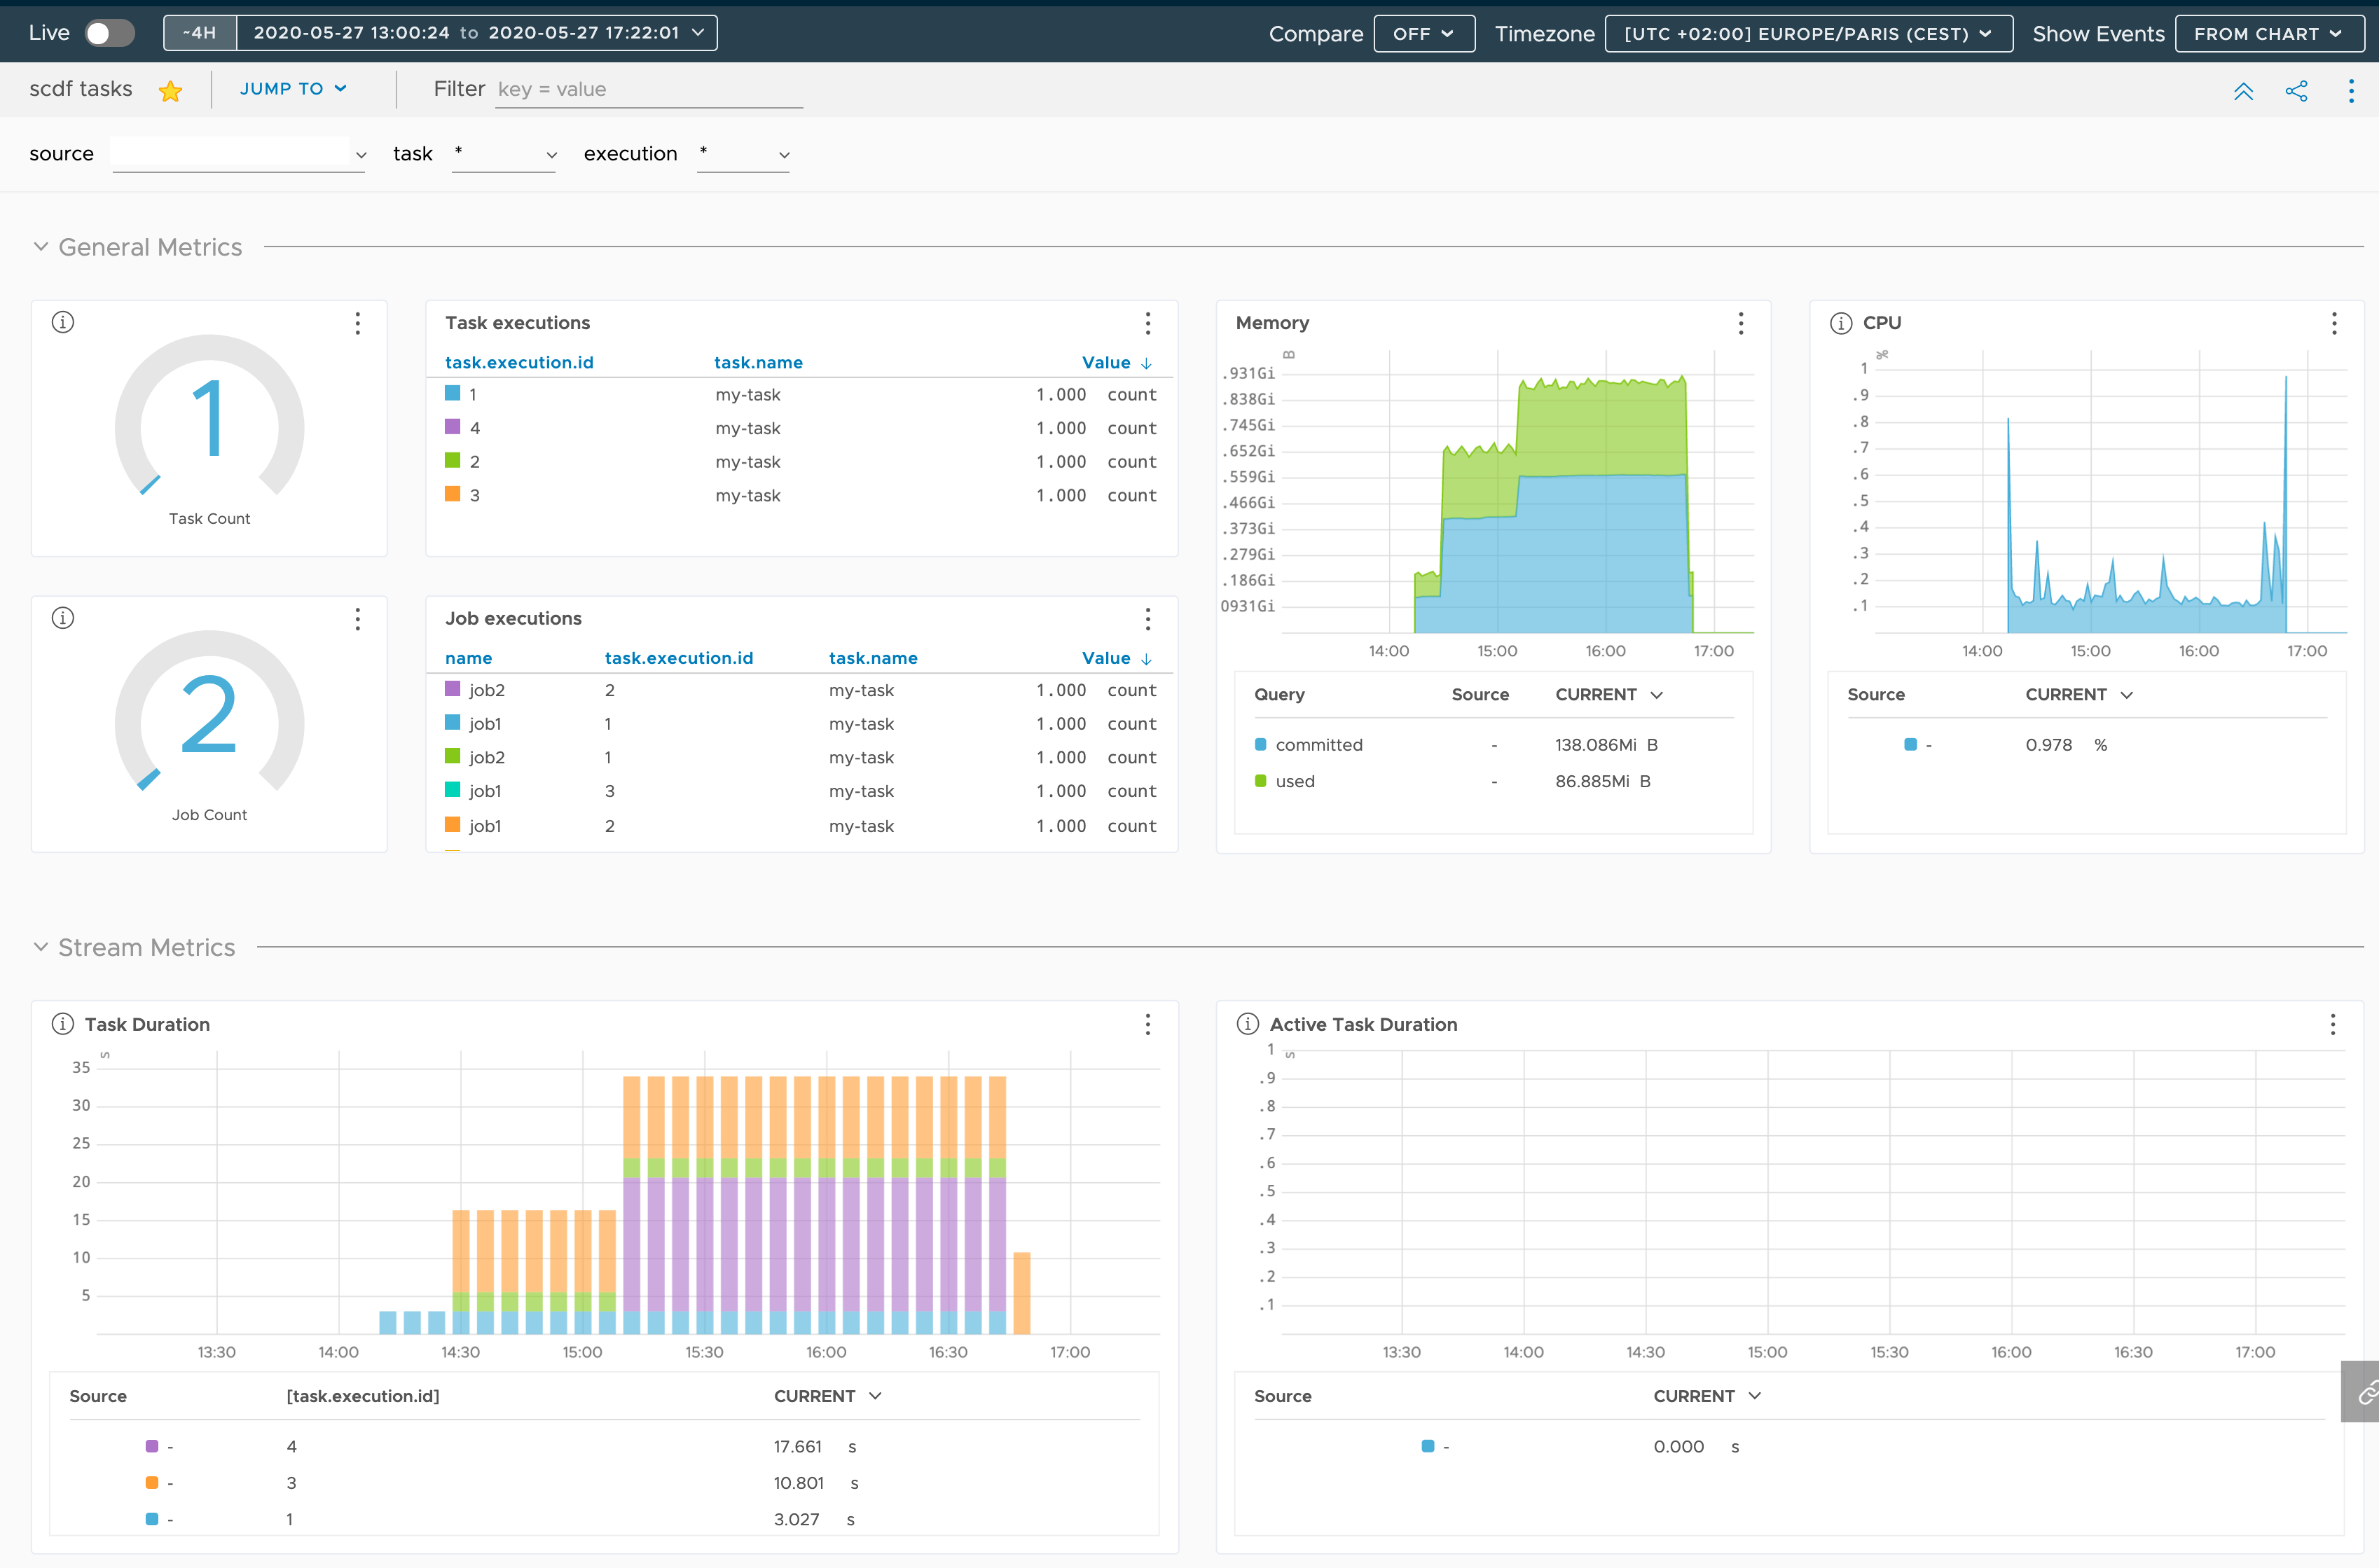 Live ~4H 2020-05-27 13:00:24 to 2020-05-27 17:22:01 Compare OFF Timezone [UTC +02:00] EUROPE/PARIS (CEST) Show Events FROM CHART
scdf tasks JUMP TO Filter key = value
source task * execution *
General Metrics
1
Task Count
Task executions
task.execution.id task.name Value ↓
1 my-task 1.000 count
4 my-task 1.000 count
2 my-task 1.000 count
3 my-task 1.000 count
2
Job Count
Job executions
name task.execution.id task.name Value ↓
job2 2 my-task 1.000 count
job1 1 my-task 1.000 count
job2 1 my-task 1.000 count
job1 3 my-task 1.000 count
job1 2 my-task 1.000 count
Memory
B
.931Gi
.838Gi
.745Gi
.652Gi
.559Gi
.466Gi
.373Gi
.279Gi
.186Gi
0931Gi
14:00 15:00 16:00 17:00
Query Source CURRENT
committed - 138.086Mi B
used - 86.885Mi B
CPU
%
1
.9
.8
.7
.6
.5
.4
.3
.2
.1
14:00 15:00 16:00 17:00
Source CURRENT
- 0.978 %
Stream Metrics
Task Duration
s
35
30
25
20
15
10
5
13:30 14:00 14:30 15:00 15:30 16:00 16:30 17:00
Source [task.execution.id] CURRENT
- 4 17.661 s
- 3 10.801 s
- 1 3.027 s
Active Task Duration
s
1
.9
.8
.7
.6
.5
.4
.3
.2
.1
13:30 14:00 14:30 15:00 15:30 16:00 16:30 17:00
Source CURRENT
- 0.000 s